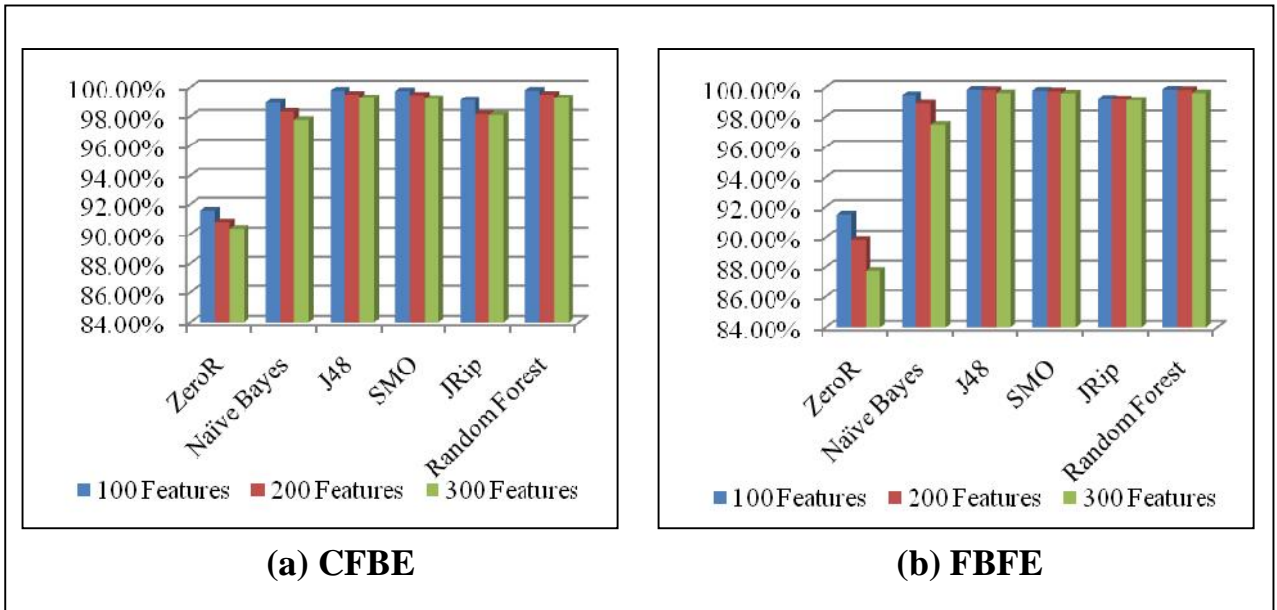 100.00%
98.00%
96.00%
94.00%
92.00%
90.00%
88.00%
86.00%
84.00%
ZeroR
Naïve Bayes
J48
SMO
JRip
Random Forest
100 Features 200 Features 300 Features
(a) CFBE
100.00%
98.00%
96.00%
94.00%
92.00%
90.00%
88.00%
86.00%
84.00%
ZeroR
Naïve Bayes
J48
SMO
JRip
Random Forest
100 Features 200 Features 300 Features
(b) FBFE